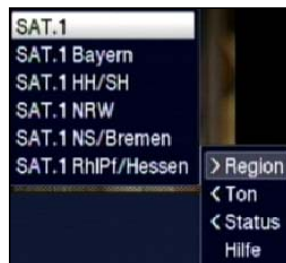 SAT.1
SAT.1 Bayern
SAT.1 HH/SH
SAT.1 NRW
SAT.1 NS/Bremen
SAT.1 RhlPf/Hessen
> Region
< Ton
< Status
Hilfe